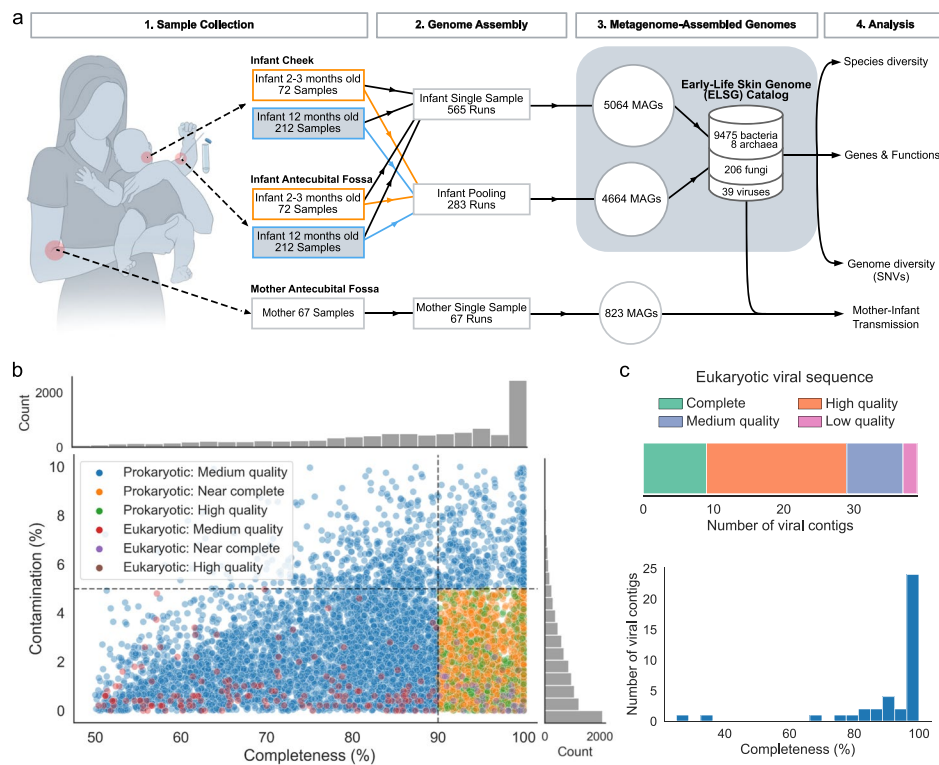 a
1. Sample Collection
2. Genome Assembly
3. Metagenome-Assembled Genomes
4. Analysis
Infant Cheek
Infant 2-3 months old
72 Samples
Infant 12 months old
212 Samples
Infant Antecubital Fossa
Infant 2-3 months old
72 Samples
Infant 12 months old
212 Samples
Mother Antecubital Fossa
Mother 67 Samples
Infant Single Sample
565 Runs
Infant Pooling
283 Runs
Mother Single Sample
67 Runs
5064 MAGs
4664 MAGs
823 MAGs
Early-Life Skin Genome
(ELSG) Catalog
9475 bacteria
8 archaea
206 fungi
39 viruses
Species diversity
Genes & Functions
Genome diversity
(SNVs)
Mother-Infant
Transmission
b
Count
2000
0
Contamination (%)
10
8
6
4
2
0
Prokaryotic: Medium quality
Prokaryotic: Near complete
Prokaryotic: High quality
Eukaryotic: Medium quality
Eukaryotic: Near complete
Eukaryotic: High quality
50 60 70 80 90 100
Completeness (%)
0 2000
Count
c
Eukaryotic viral sequence
Complete
High quality
Medium quality
Low quality
0 10 20 30
Number of viral contigs
Number of viral contigs
25
20
15
10
5
0
40 60 80 100
Completeness (%)